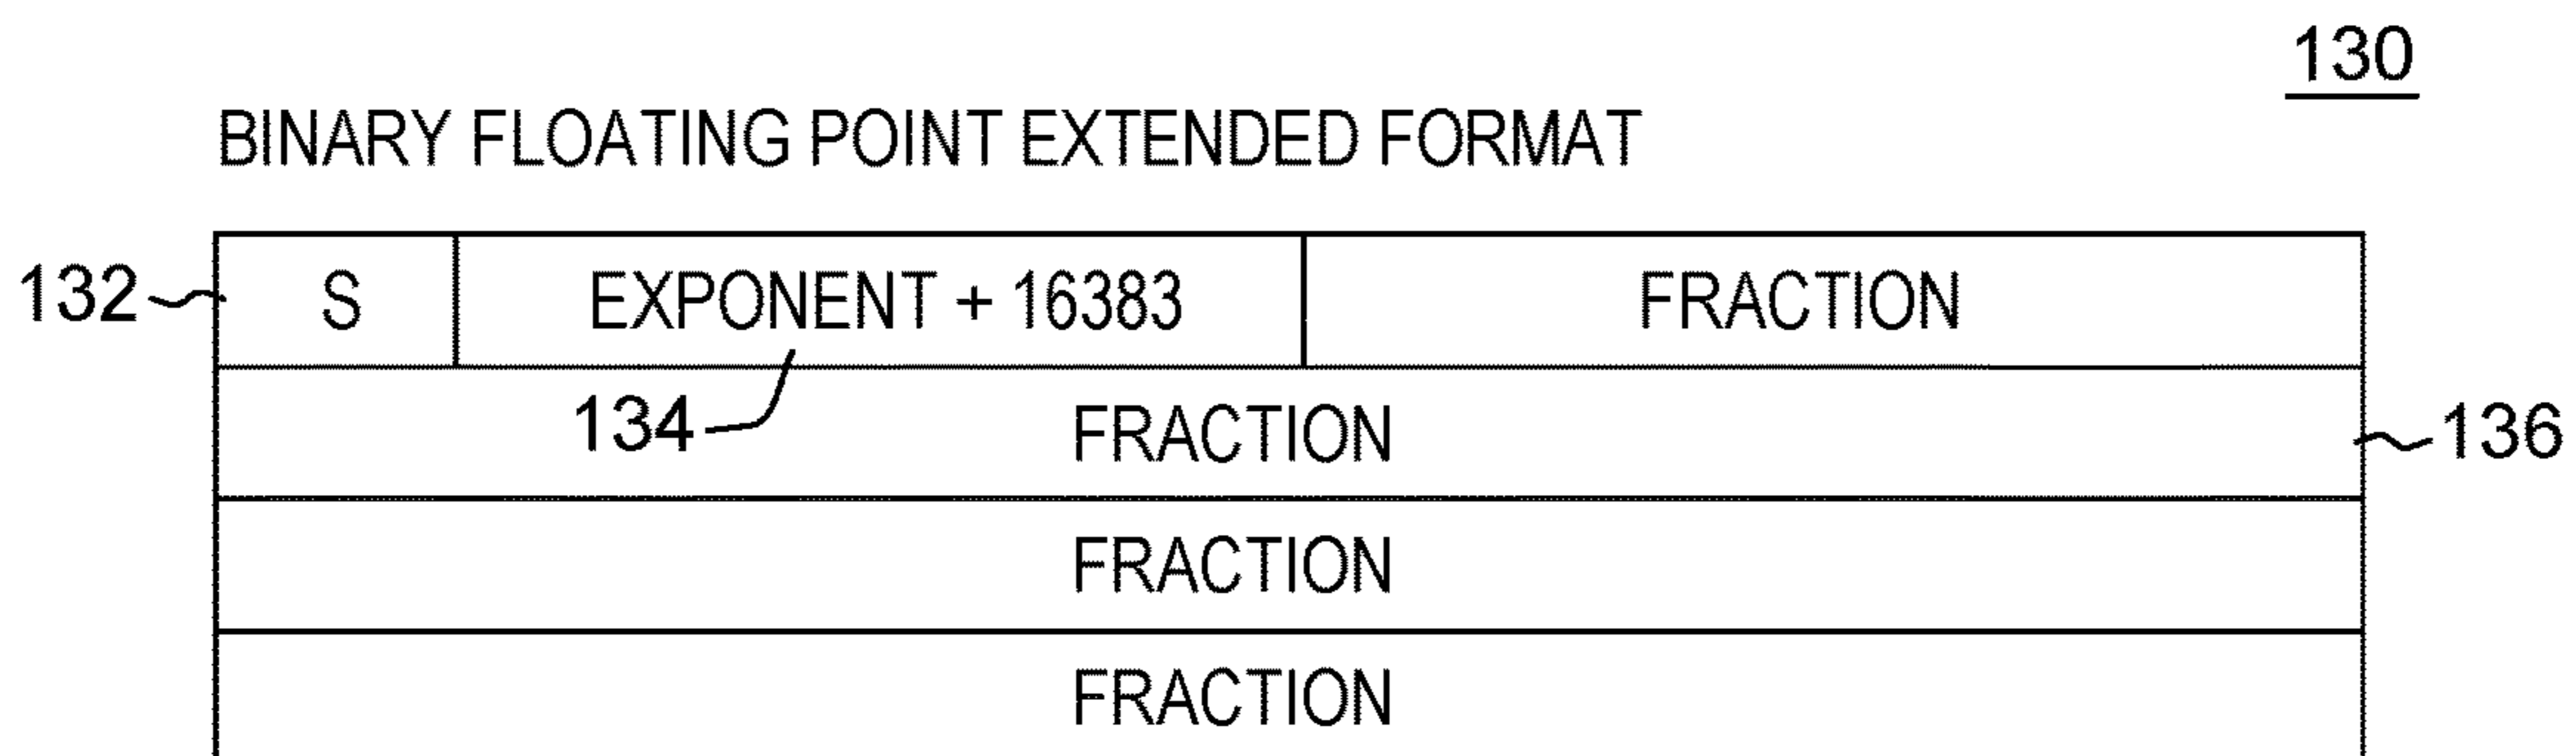 130
BINARY FLOATING POINT EXTENDED FORMAT
132 S EXPONENT + 16383 FRACTION
134 FRACTION 136
FRACTION
FRACTION